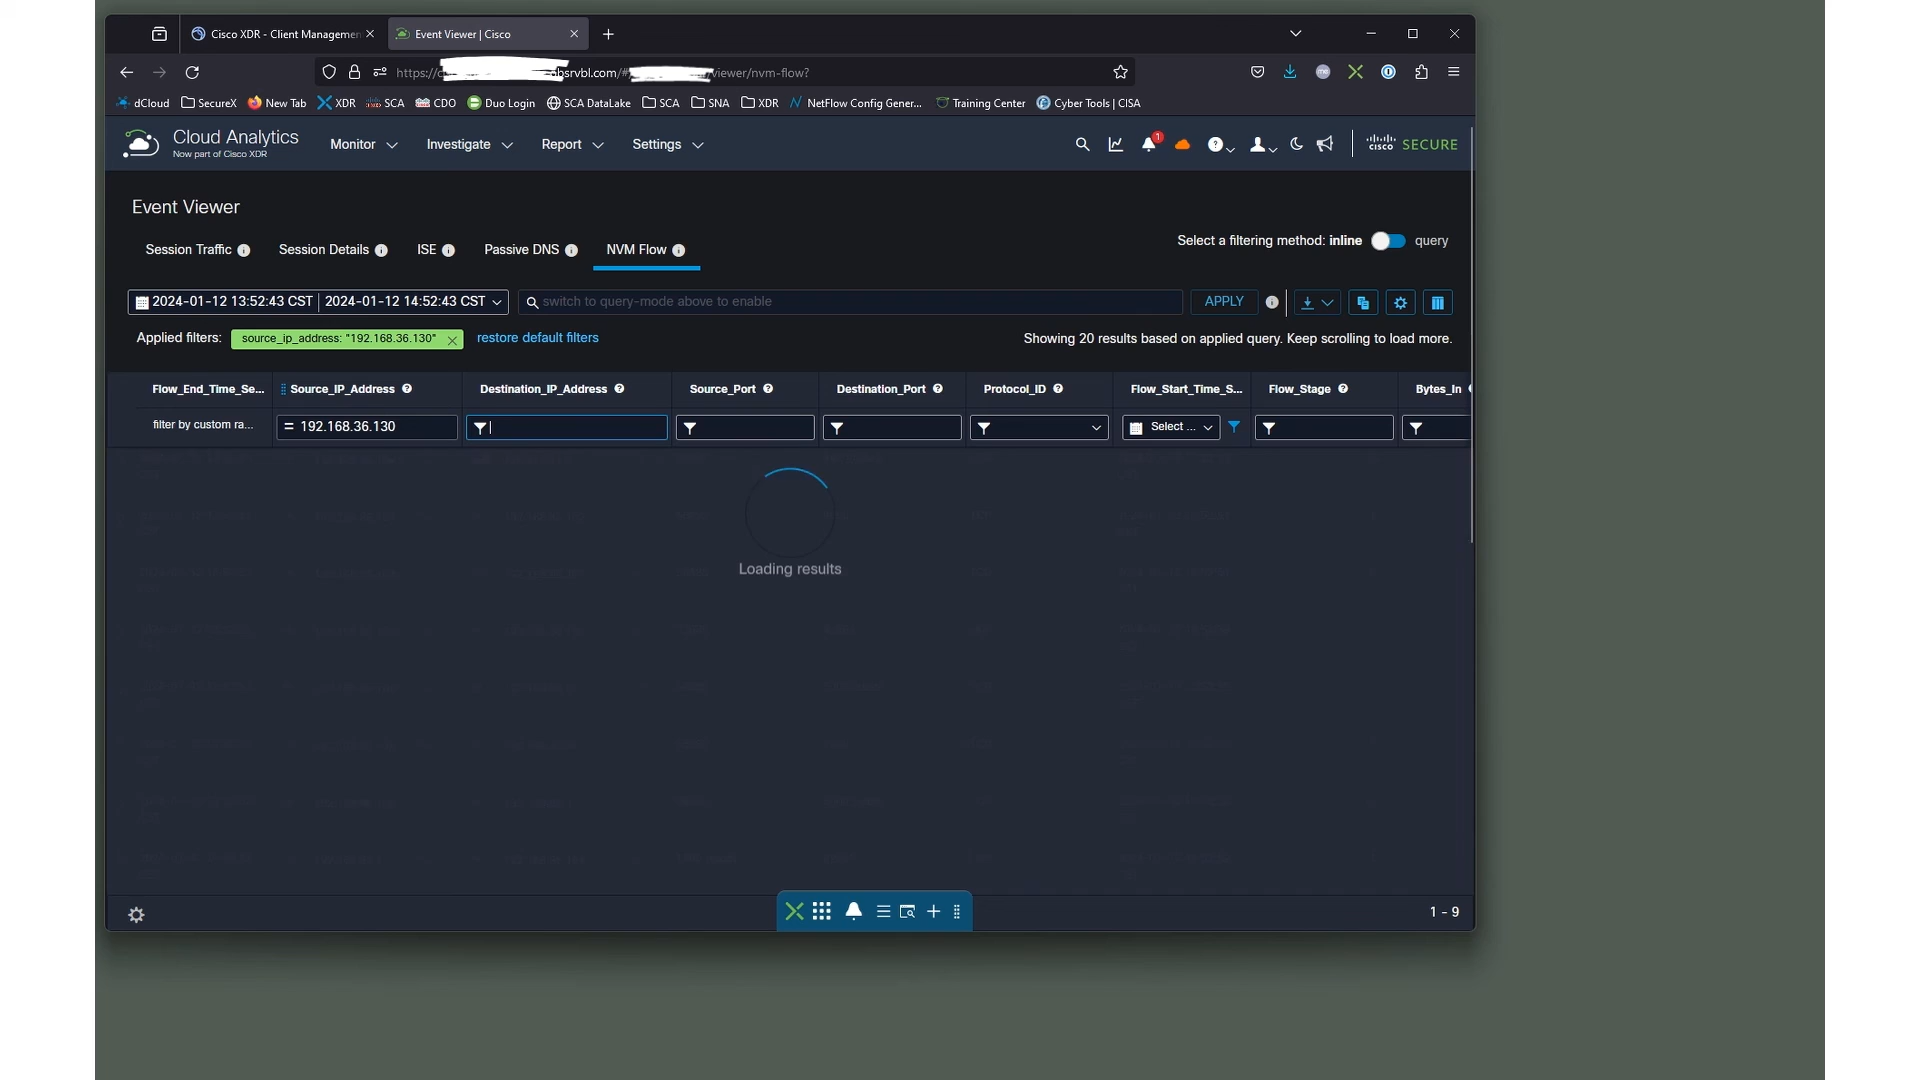 Cisco XDR - Client Managemen
Event Viewer | Cisco
https://c
obsrvbl.com/#
/viewer/nvm-flow?
dCloud
SecureX
New Tab
XDR
SCA
CDO
Duo Login
SCA DataLake
SCA
SNA
XDR
NetFlow Config Gener...
Training Center
Cyber Tools | CISA
Cloud Analytics
Now part of Cisco XDR
Monitor
Investigate
Report
Settings
1
CISCO SECURE
Event Viewer
Session Traffic
Session Details
ISE
Passive DNS
NVM Flow
Select a filtering method: inline
query
2024-01-12 13:52:43 CST
2024-01-12 14:52:43 CST
switch to query-mode above to enable
APPLY
Applied filters:
source_ip_address: "192.168.36.130"
restore default filters
Showing 20 results based on applied query. Keep scrolling to load more.
Flow_End_Time_Se...
Source_IP_Address
Destination_IP_Address
Source_Port
Destination_Port
Protocol_ID
Flow_Start_Time_S...
Flow_Stage
Bytes_In
filter by custom ra...
= 192.168.36.130
Select ...
Loading results
1 - 9